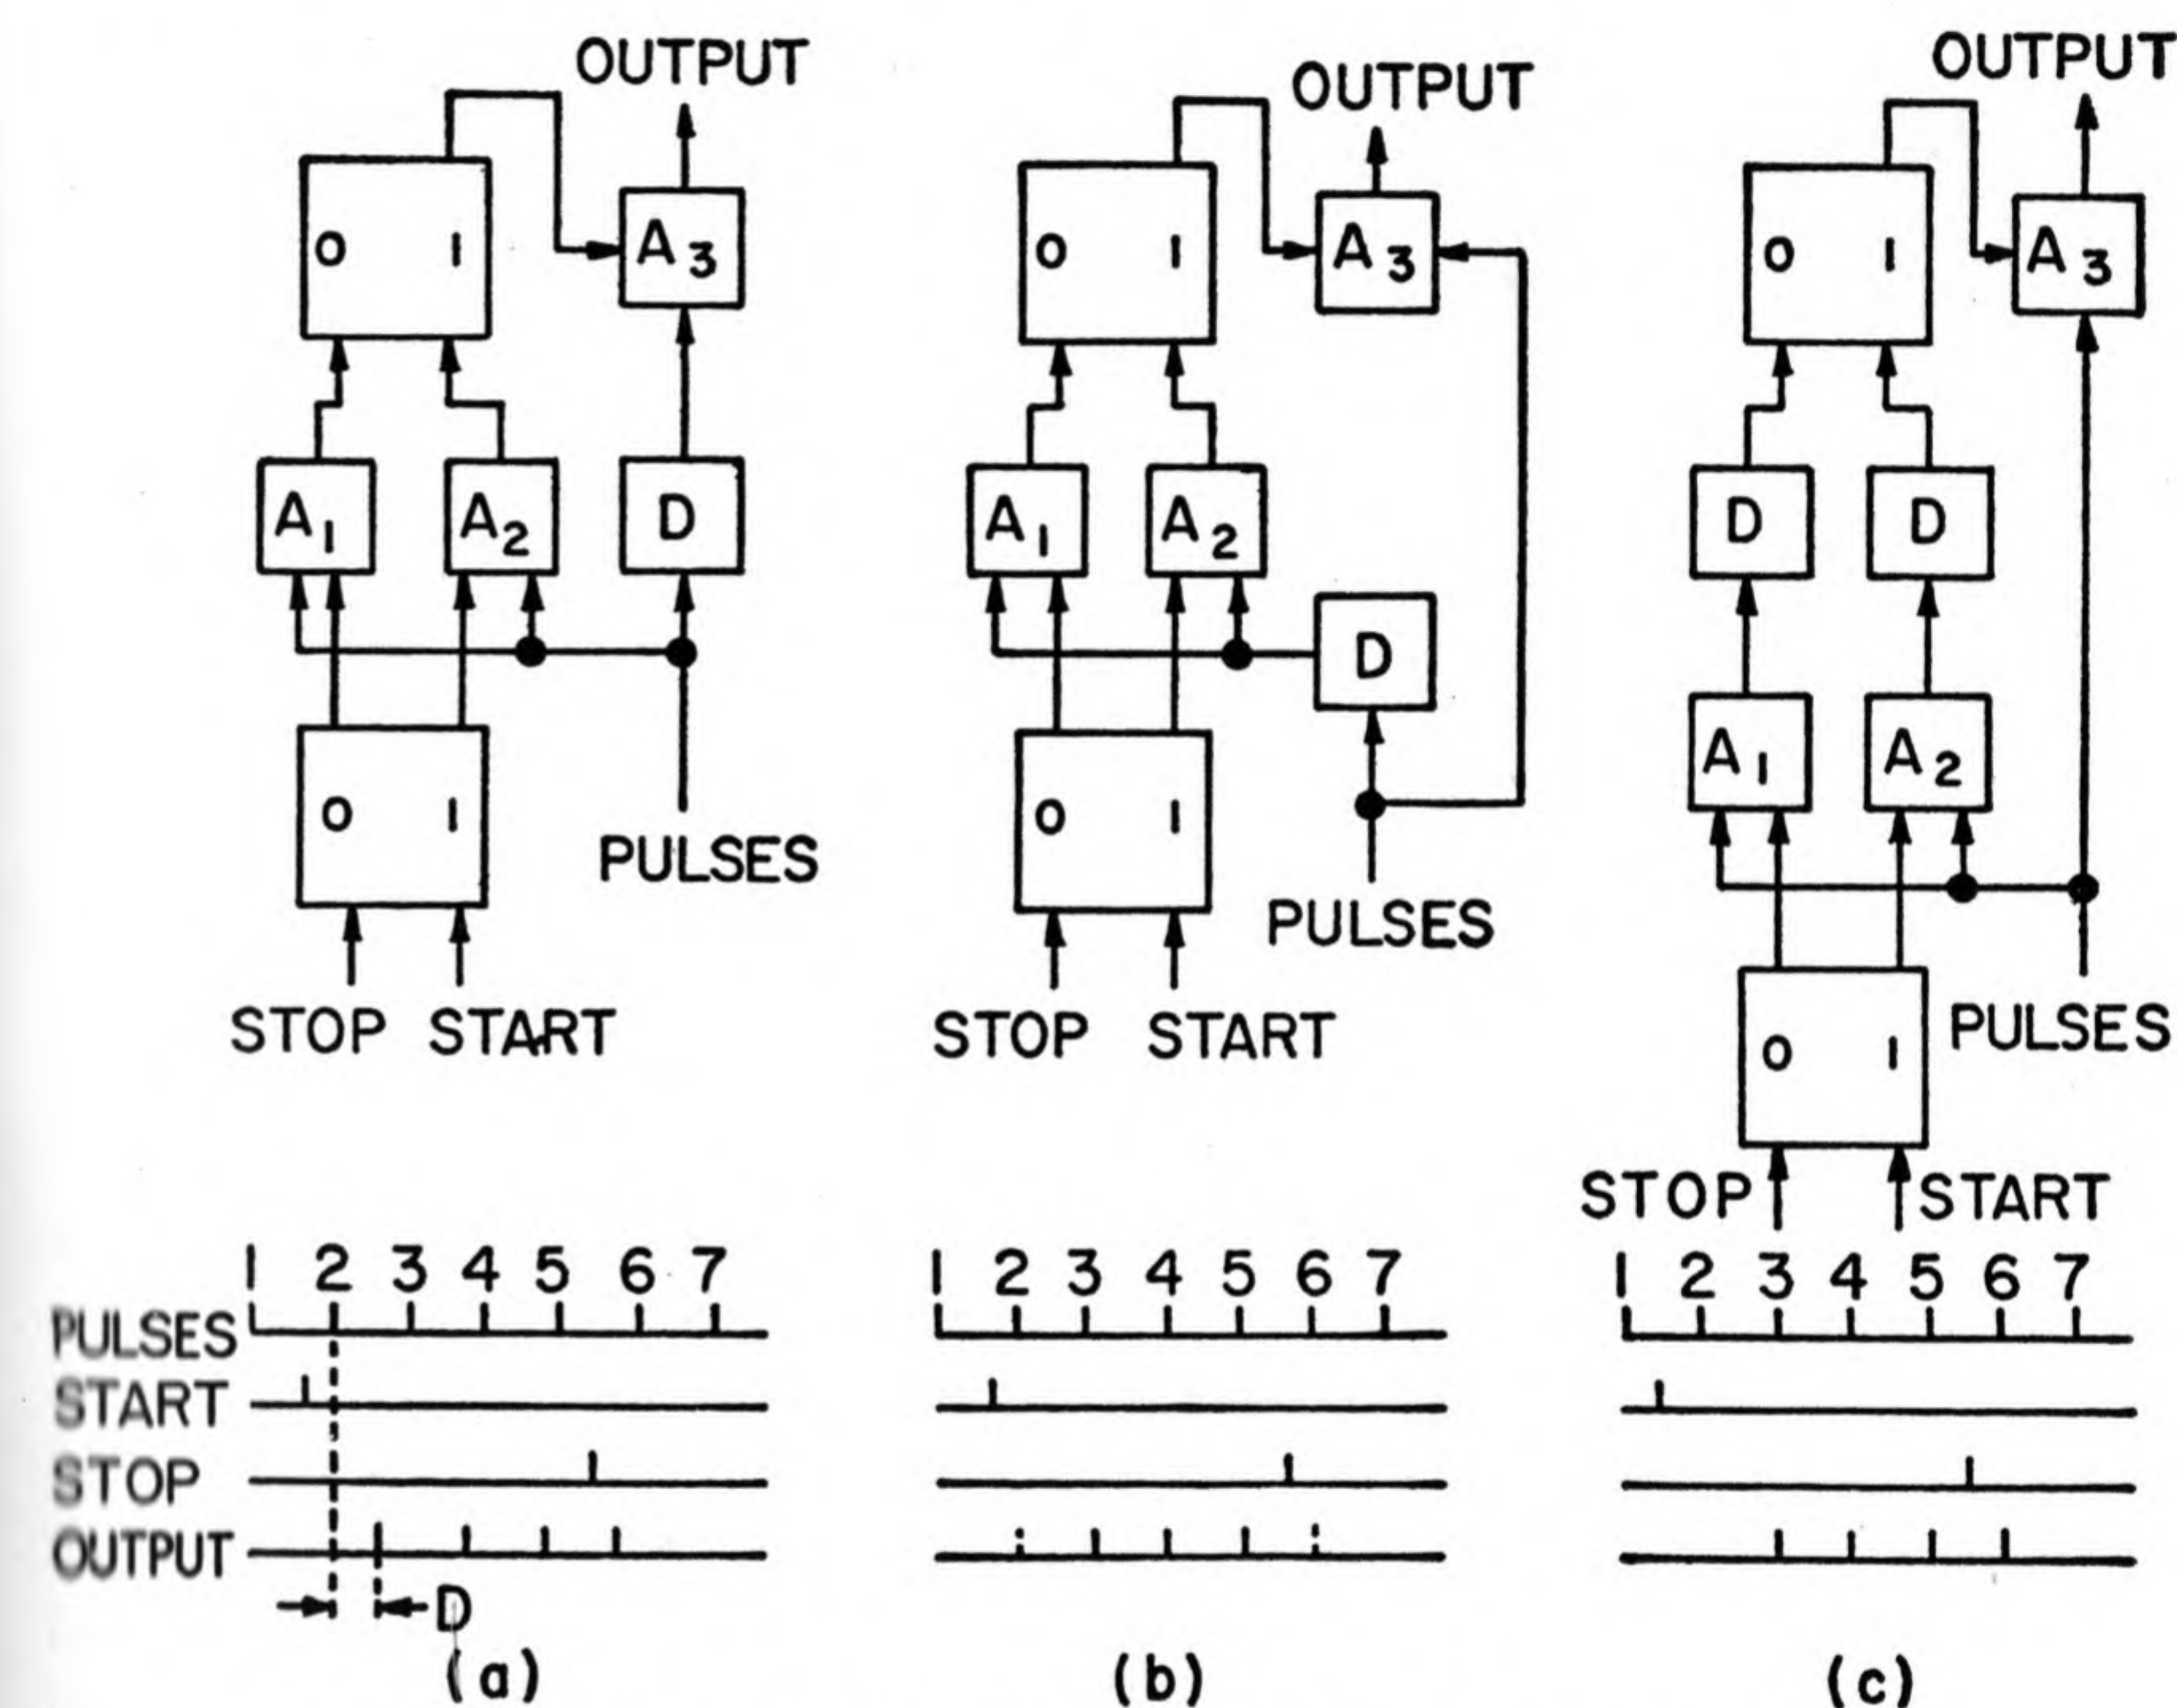 OUTPUT
0 1
A3
A1 A2 D
0 1
PULSES
STOP START
1 2 3 4 5 6 7
PULSES
START
STOP
OUTPUT
D
(a)
OUTPUT
0 1
A3
A1 A2
D
0 1
PULSES
STOP START
1 2 3 4 5 6 7
(b)
OUTPUT
0 1
A3
D D
A1 A2
0 1
PULSES
STOP START
1 2 3 4 5 6 7
(c)